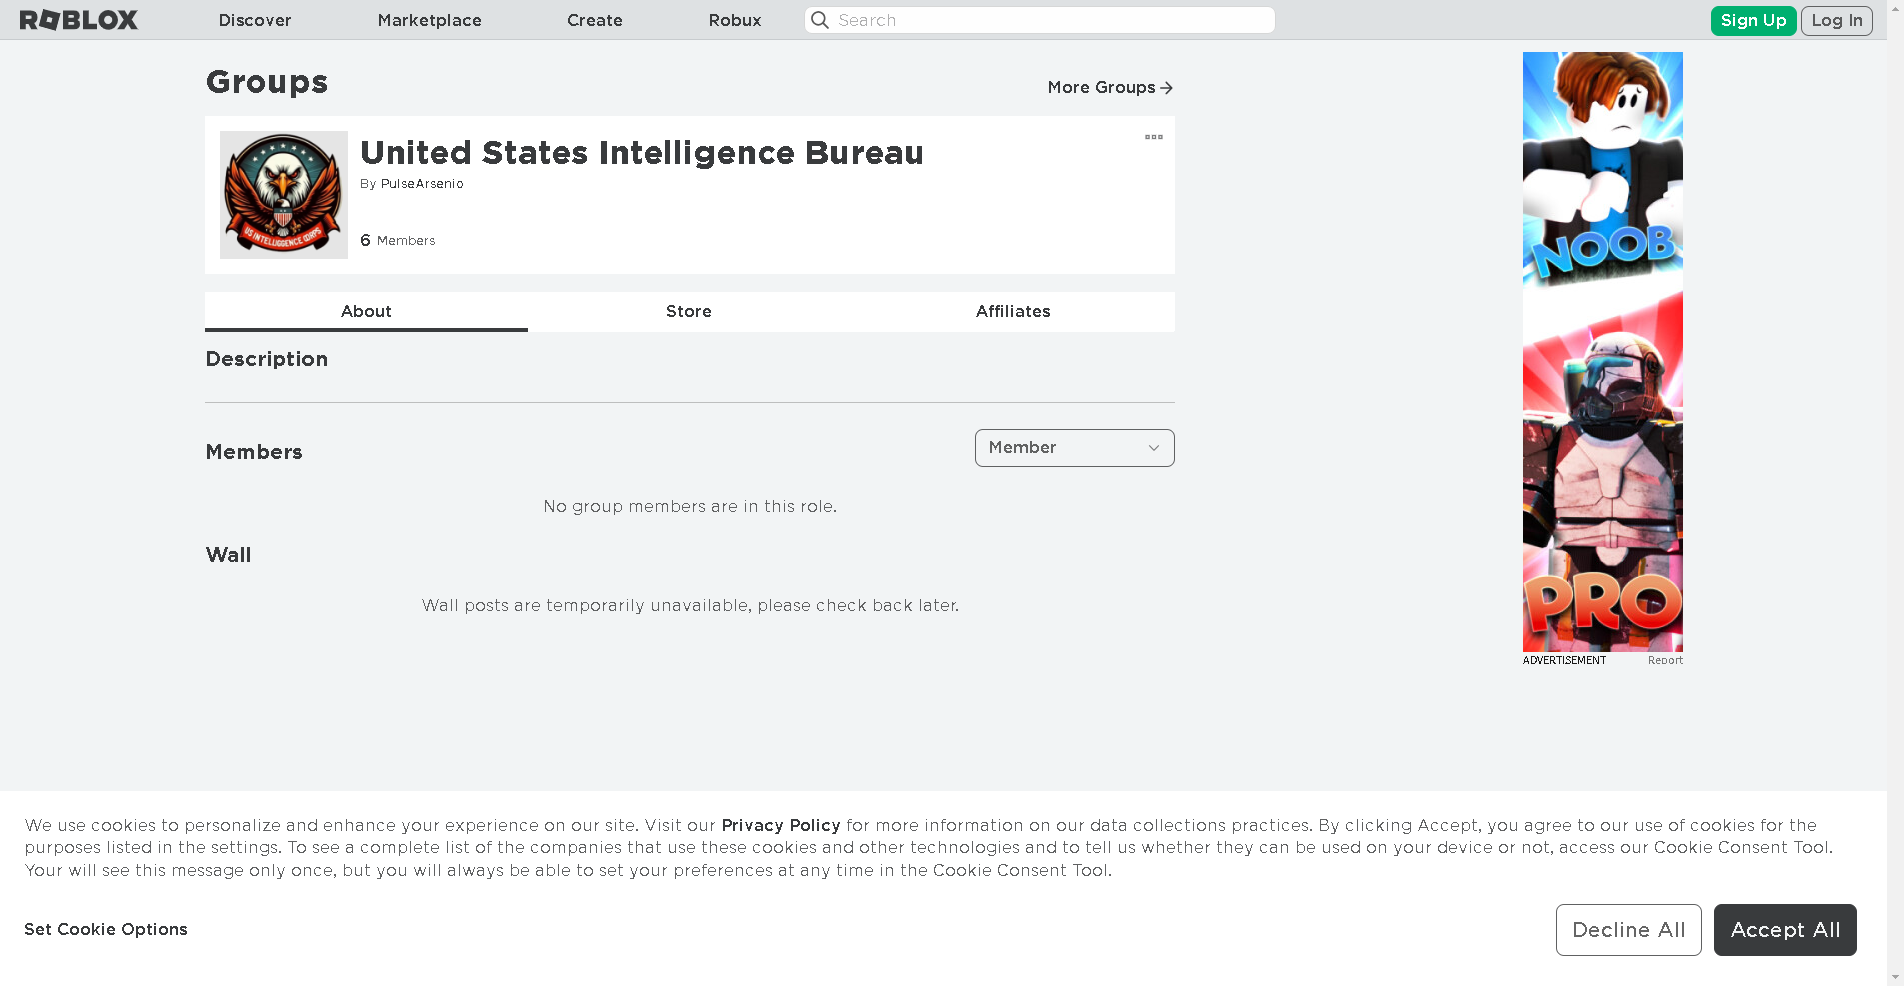 ROBLOX
Discover
Marketplace
Create
Robux
Search
Sign Up
Log In
Groups
More Groups
United States Intelligence Bureau
By PulseArsenio
6 Members
US INTELLIGGENCE CORPS
About
Store
Affiliates
Description
Members
Member
No group members are in this role.
Wall
Wall posts are temporarily unavailable, please check back later.
NOOB
PRO
ADVERTISEMENT
Report
We use cookies to personalize and enhance your experience on our site. Visit our Privacy Policy for more information on our data collections practices. By clicking Accept, you agree to our use of cookies for the
purposes listed in the settings. To see a complete list of the companies that use these cookies and other technologies and to tell us whether they can be used on your device or not, access our Cookie Consent Tool.
Your will see this message only once, but you will always be able to set your preferences at any time in the Cookie Consent Tool.
Set Cookie Options
Decline All
Accept All